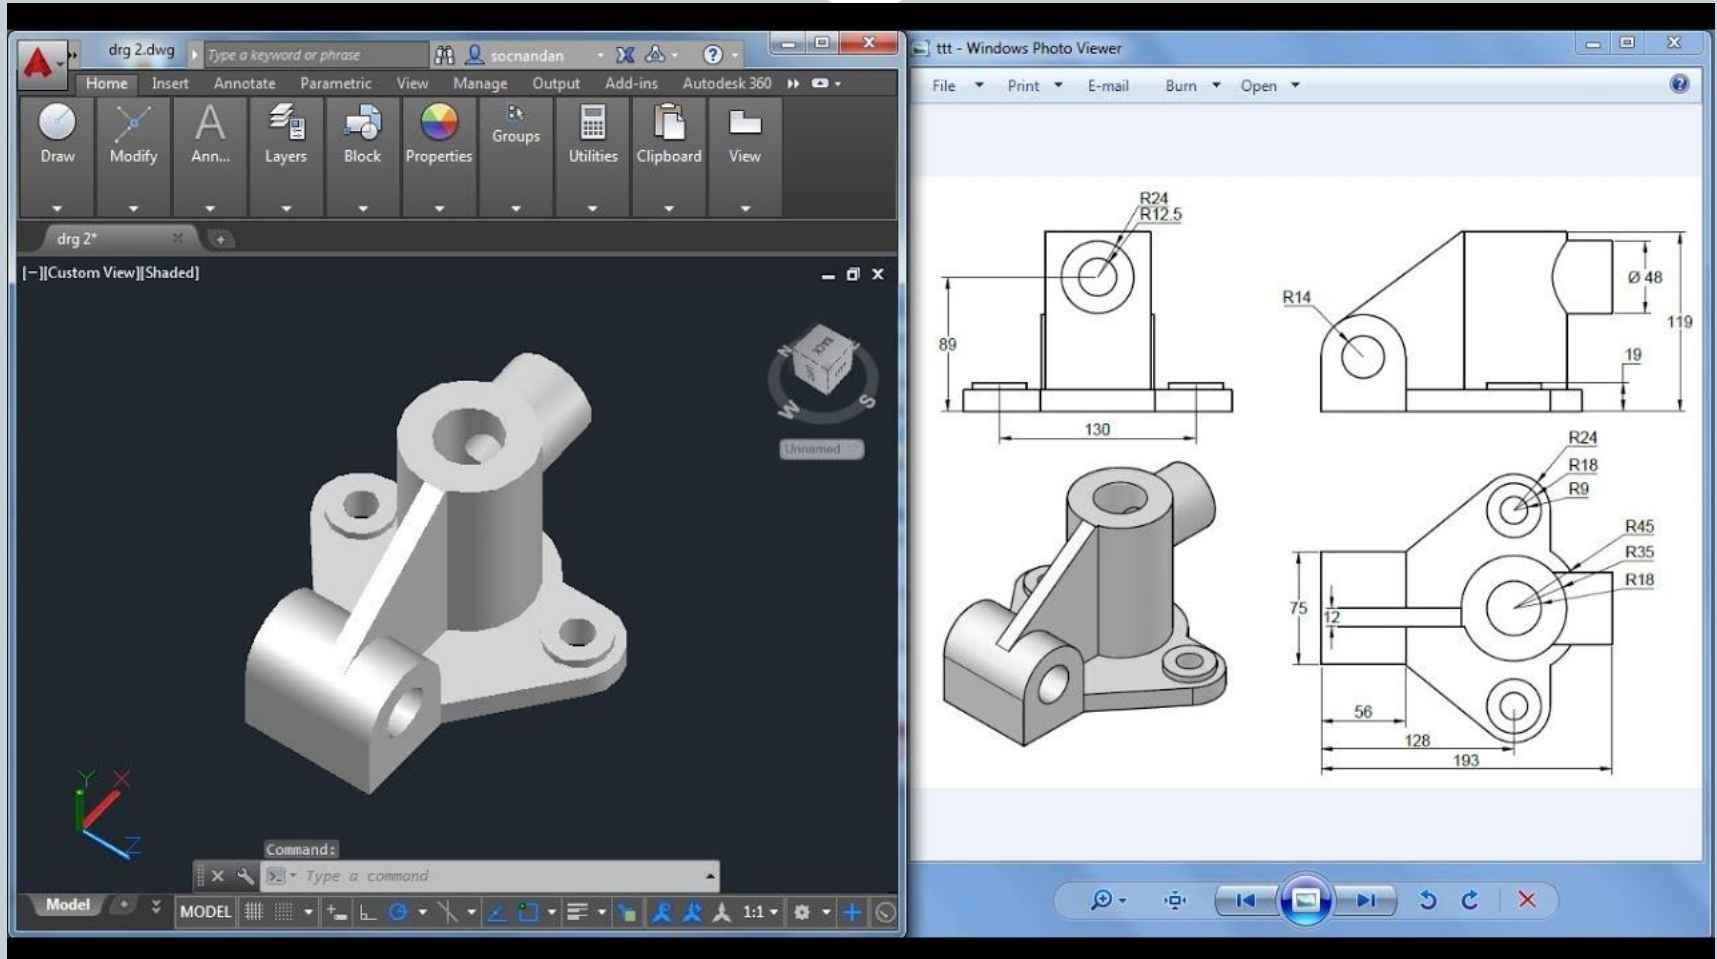 drg 2.dwg
Type a keyword or phrase
socnandan
Home Insert Annotate Parametric View Manage Output Add-ins Autodesk 360
Draw Modify Ann... Layers Block Properties Groups Utilities Clipboard View
drg 2*
[−][Custom View][Shaded]
N
BACK
W
S
Unnamed
Y
X
Z
Command:
Type a command
Model
MODEL
1:1
ttt - Windows Photo Viewer
File Print E-mail Burn Open
R24
R12.5
89
130
R14
Ø 48
119
19
R24
R18
R9
R45
R35
R18
75
12
56
128
193